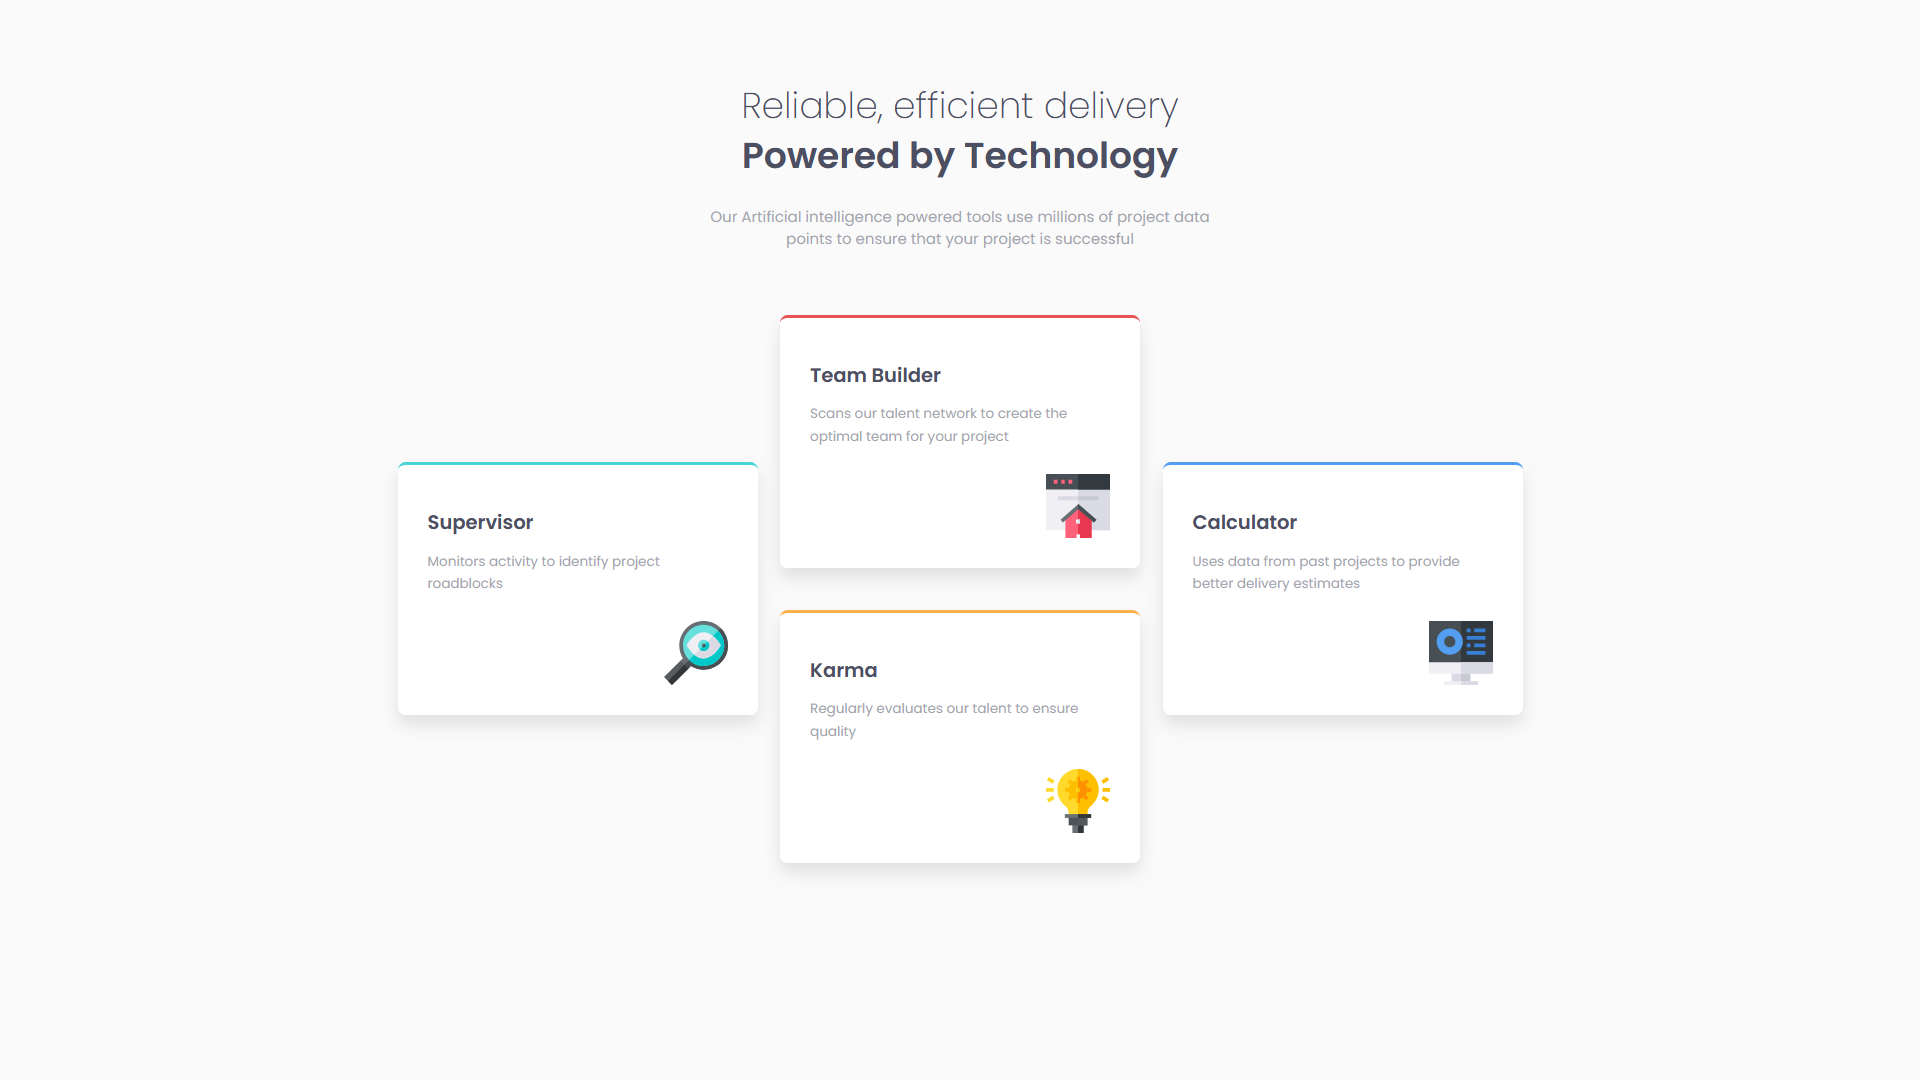 Reliable, efficient delivery
Powered by Technology
Our Artificial intelligence powered tools use millions of project data
points to ensure that your project is successful
Team Builder
Scans our talent network to create the
optimal team for your project
Supervisor
Monitors activity to identify project
roadblocks
Calculator
Uses data from past projects to provide
better delivery estimates
Karma
Regularly evaluates our talent to ensure
quality